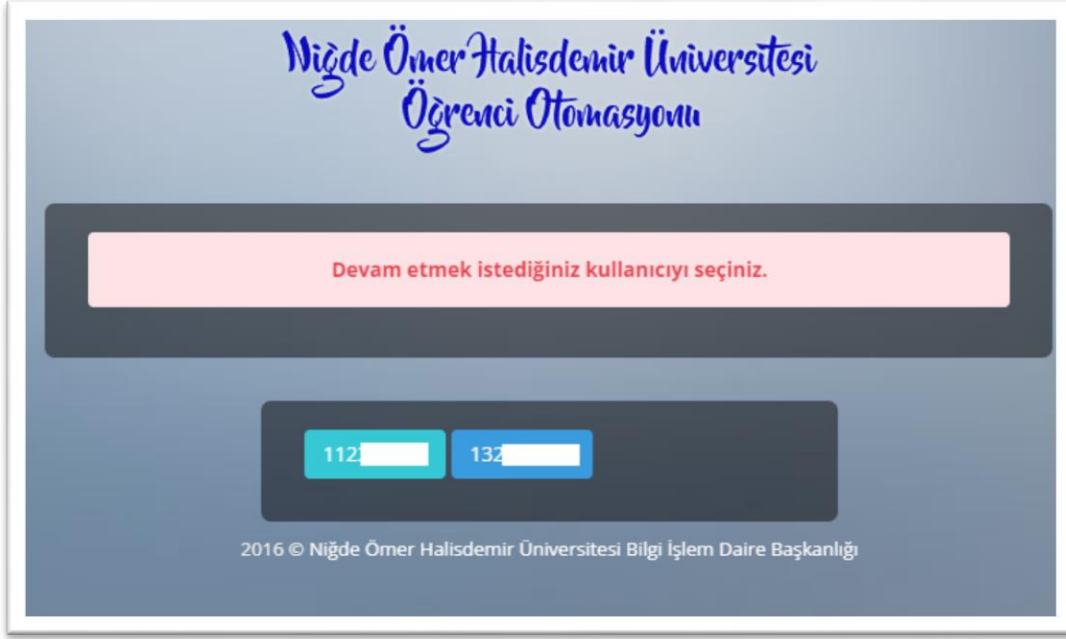 Niğde Ömer Halisdemir Üniversitesi
Öğrenci Otomasyonu
Devam etmek istediğiniz kullanıcıyı seçiniz.
112 132
2016 © Niğde Ömer Halisdemir Üniversitesi Bilgi İşlem Daire Başkanlığı